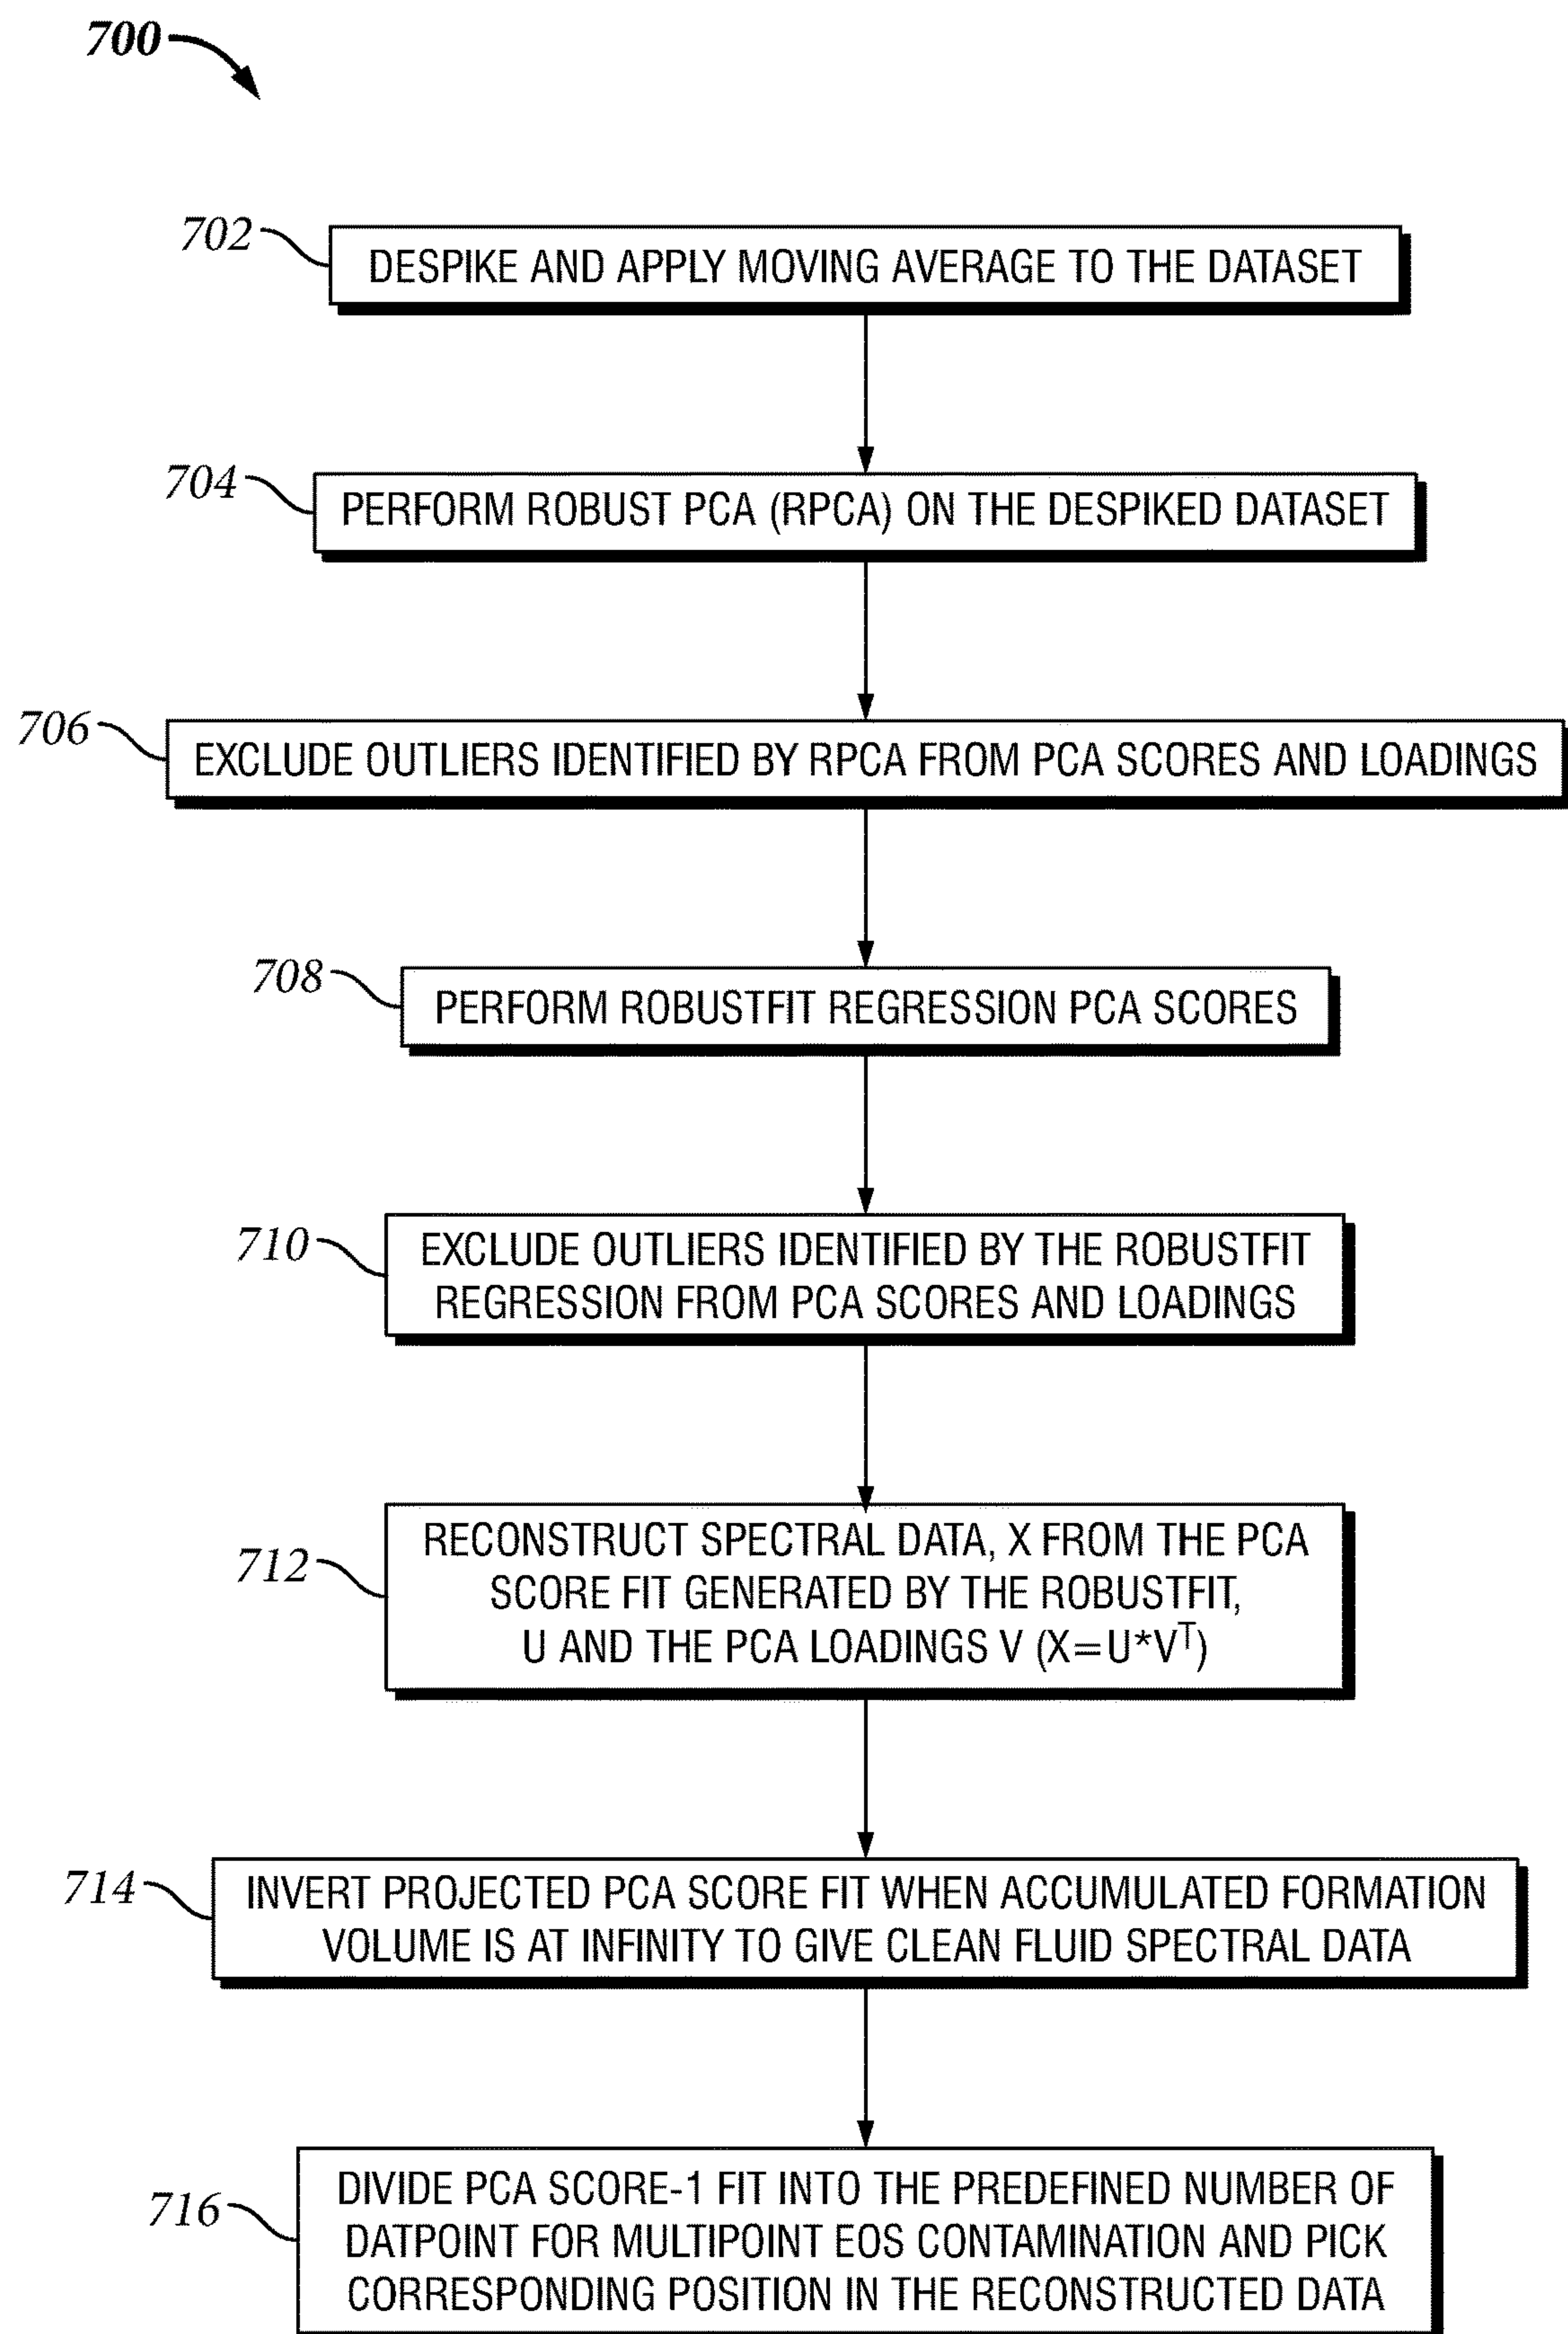 700
702
DESPIKE AND APPLY MOVING AVERAGE TO THE DATASET
704
PERFORM ROBUST PCA (RPCA) ON THE DESPIKED DATASET
706
EXCLUDE OUTLIERS IDENTIFIED BY RPCA FROM PCA SCORES AND LOADINGS
708
PERFORM ROBUSTFIT REGRESSION PCA SCORES
710
EXCLUDE OUTLIERS IDENTIFIED BY THE ROBUSTFIT
REGRESSION FROM PCA SCORES AND LOADINGS
712
RECONSTRUCT SPECTRAL DATA, X FROM THE PCA
SCORE FIT GENERATED BY THE ROBUSTFIT,
U AND THE PCA LOADINGS V (X=U*Vᵀ)
714
INVERT PROJECTED PCA SCORE FIT WHEN ACCUMULATED FORMATION
VOLUME IS AT INFINITY TO GIVE CLEAN FLUID SPECTRAL DATA
716
DIVIDE PCA SCORE-1 FIT INTO THE PREDEFINED NUMBER OF
DATPOINT FOR MULTIPOINT EOS CONTAMINATION AND PICK
CORRESPONDING POSITION IN THE RECONSTRUCTED DATA